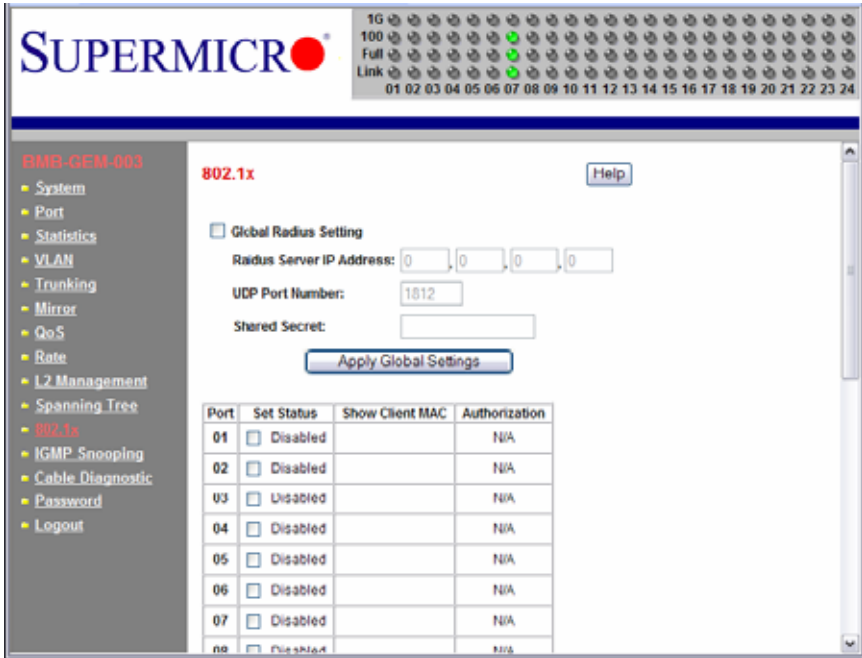 SUPERMICRO
1G
100
Full
Link
01 02 03 04 05 06 07 08 09 10 11 12 13 14 15 16 17 18 19 20 21 22 23 24
BMB-GEM-003
System
Port
Statistics
VLAN
Trunking
Mirror
QoS
Rate
L2 Management
Spanning Tree
802.1x
IGMP Snooping
Cable Diagnostic
Password
Logout
802.1x Help
Global Radius Setting
Raidus Server IP Address: 0 . 0 . 0 . 0
UDP Port Number: 1812
Shared Secret:
Apply Global Settings
Port Set Status Show Client MAC Authorization
01 Disabled N/A
02 Disabled N/A
03 Disabled N/A
04 Disabled N/A
05 Disabled N/A
06 Disabled N/A
07 Disabled N/A
08 Disabled N/A